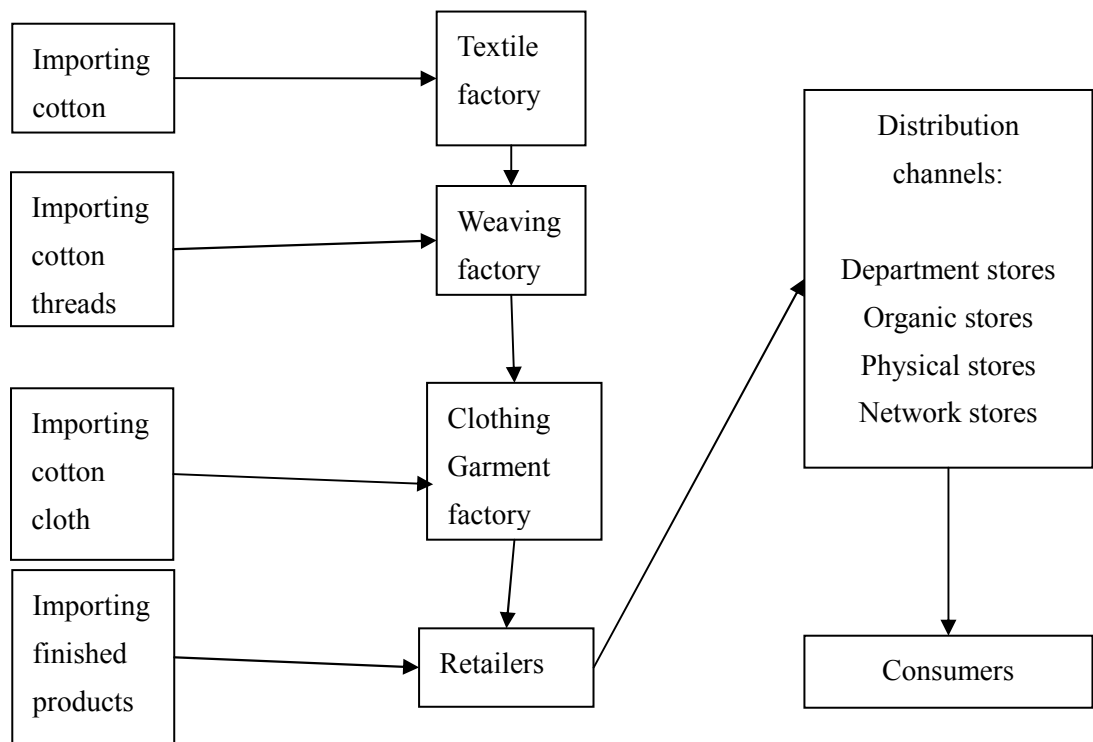 Importing
cotton
Textile
factory
Importing
cotton
threads
Weaving
factory
Importing
cotton
cloth
Clothing
Garment
factory
Importing
finished
products
Retailers
Distribution
channels:
Department stores
Organic stores
Physical stores
Network stores
Consumers